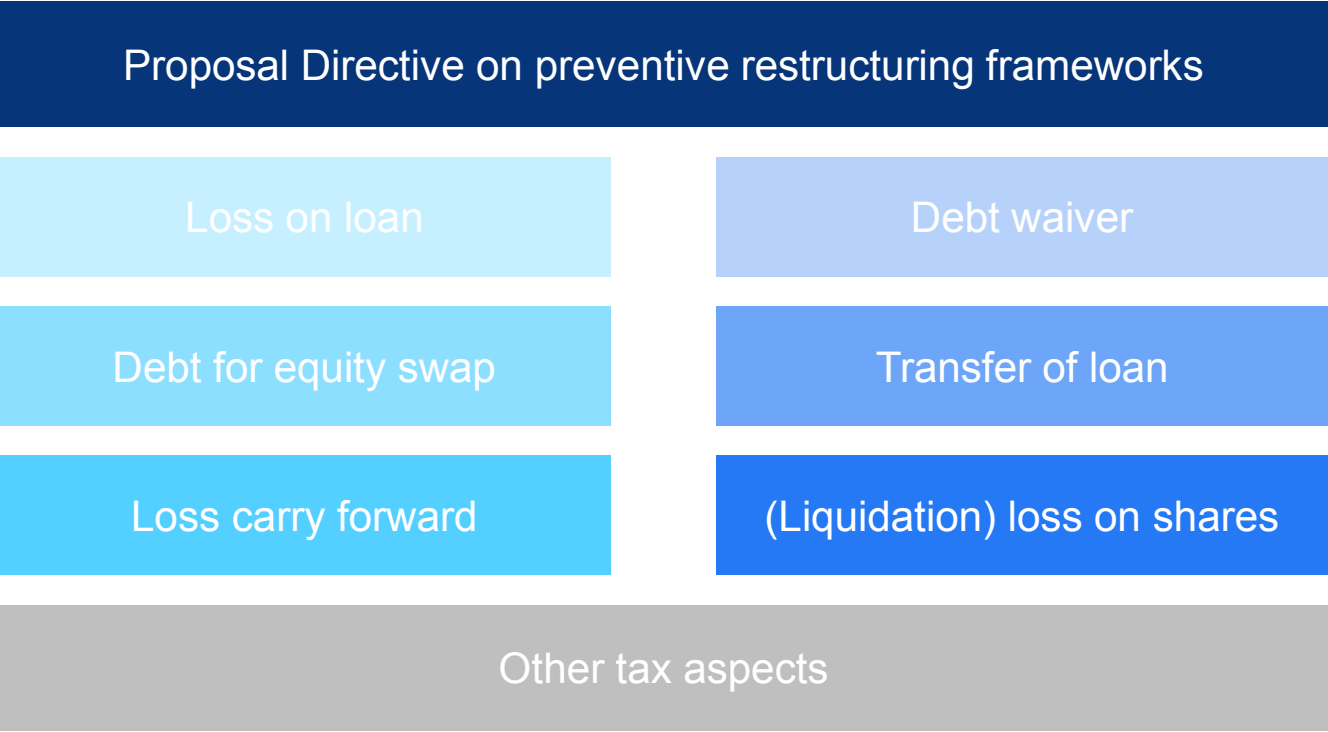 Proposal Directive on preventive restructuring frameworks
Loss on loan
Debt waiver
Debt for equity swap
Transfer of loan
Loss carry forward
(Liquidation) loss on shares
Other tax aspects